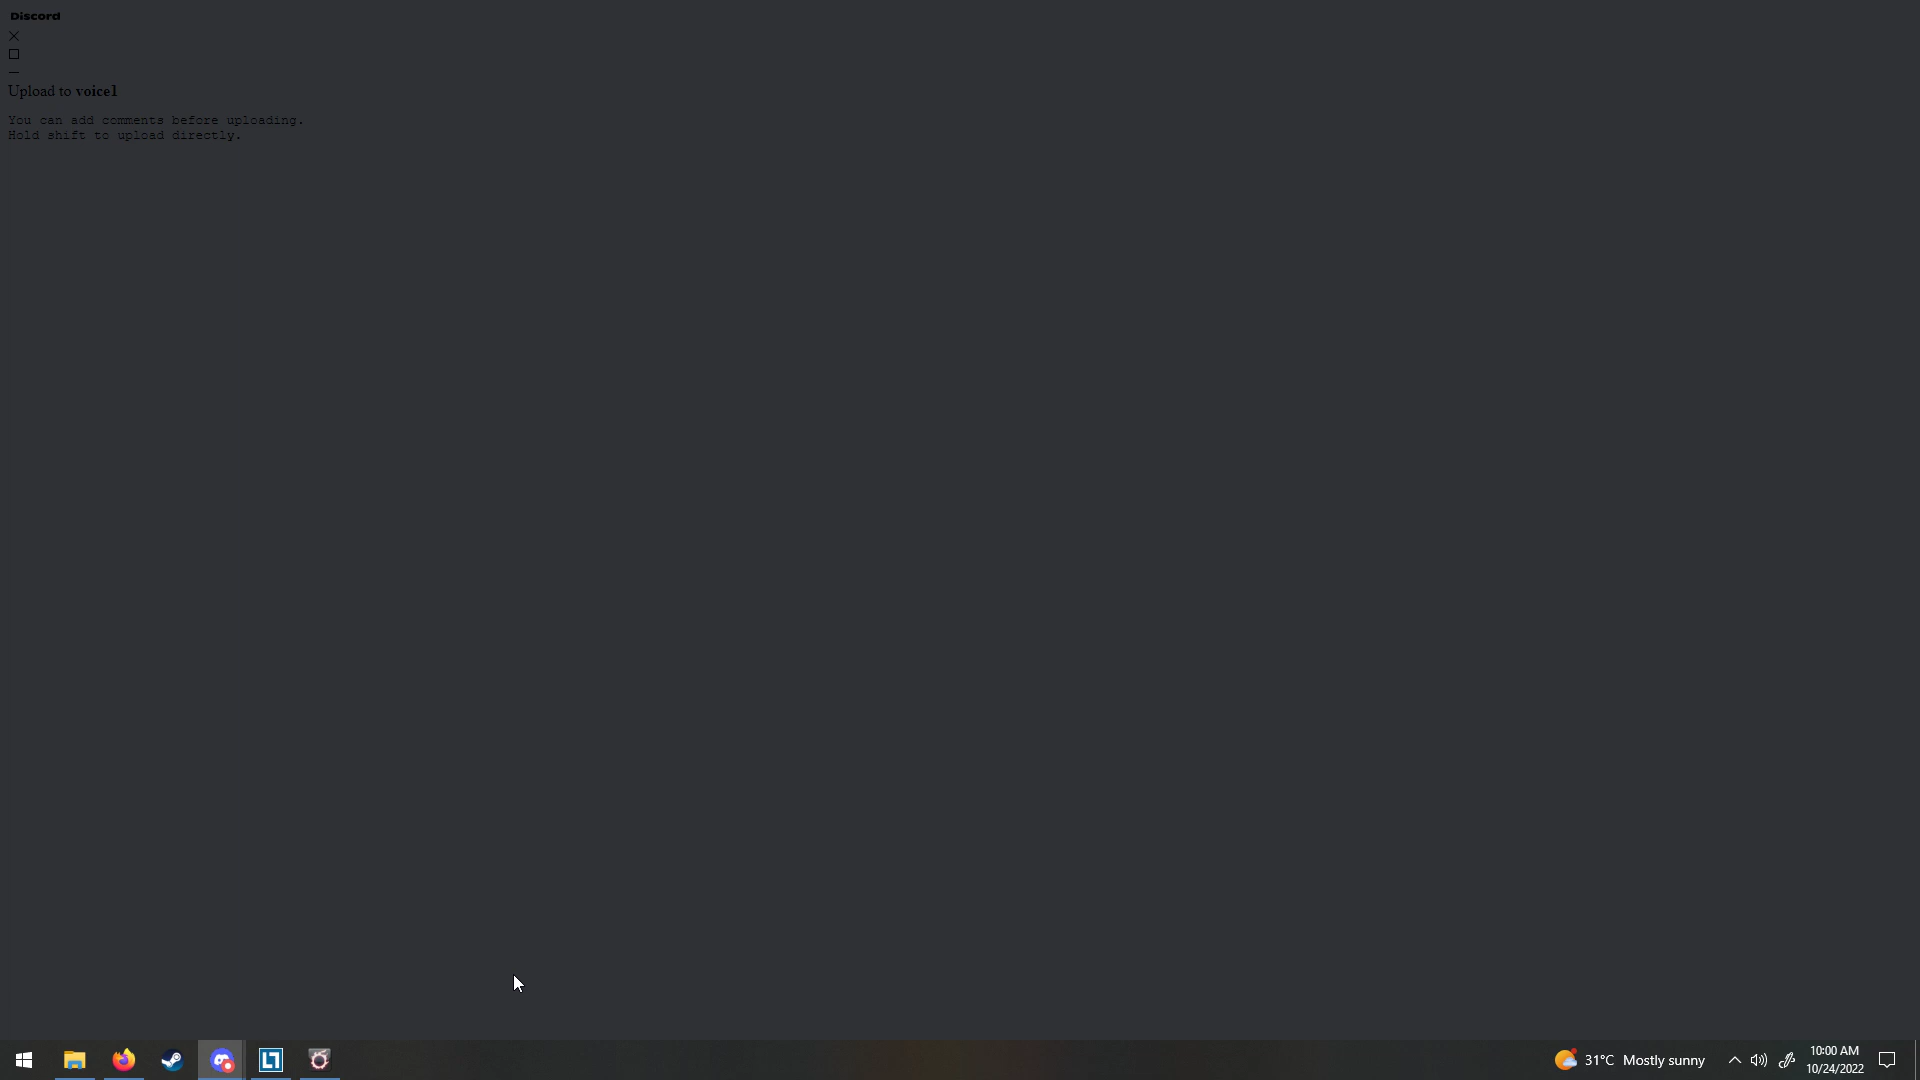 Discord
Upload to voice1
You can add comments before uploading.
Hold shift to upload directly.
31°C Mostly sunny
10:00 AM
10/24/2022